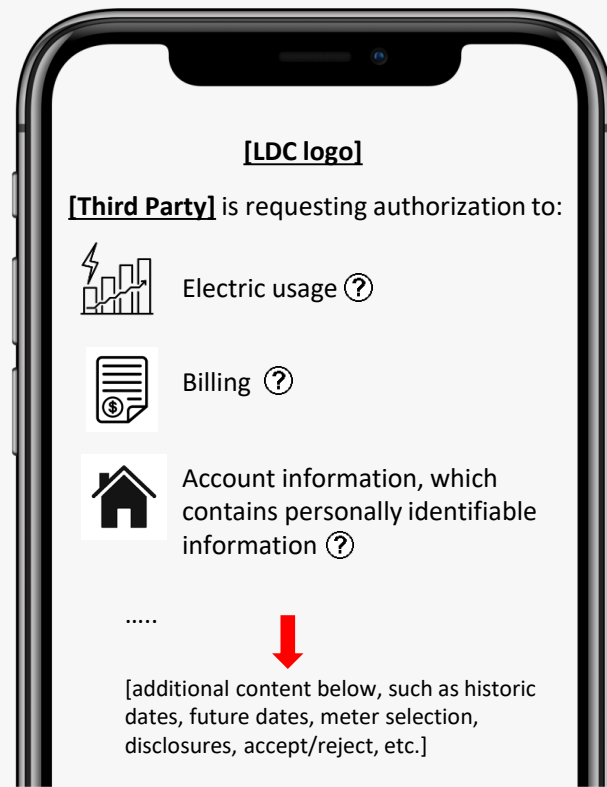 [LDC logo]
[Third Party] is requesting authorization to:
Electric usage ?
Billing ?
Account information, which
contains personally identifiable
information ?
$
.....
[additional content below, such as historic
dates, future dates, meter selection,
disclosures, accept/reject, etc.]